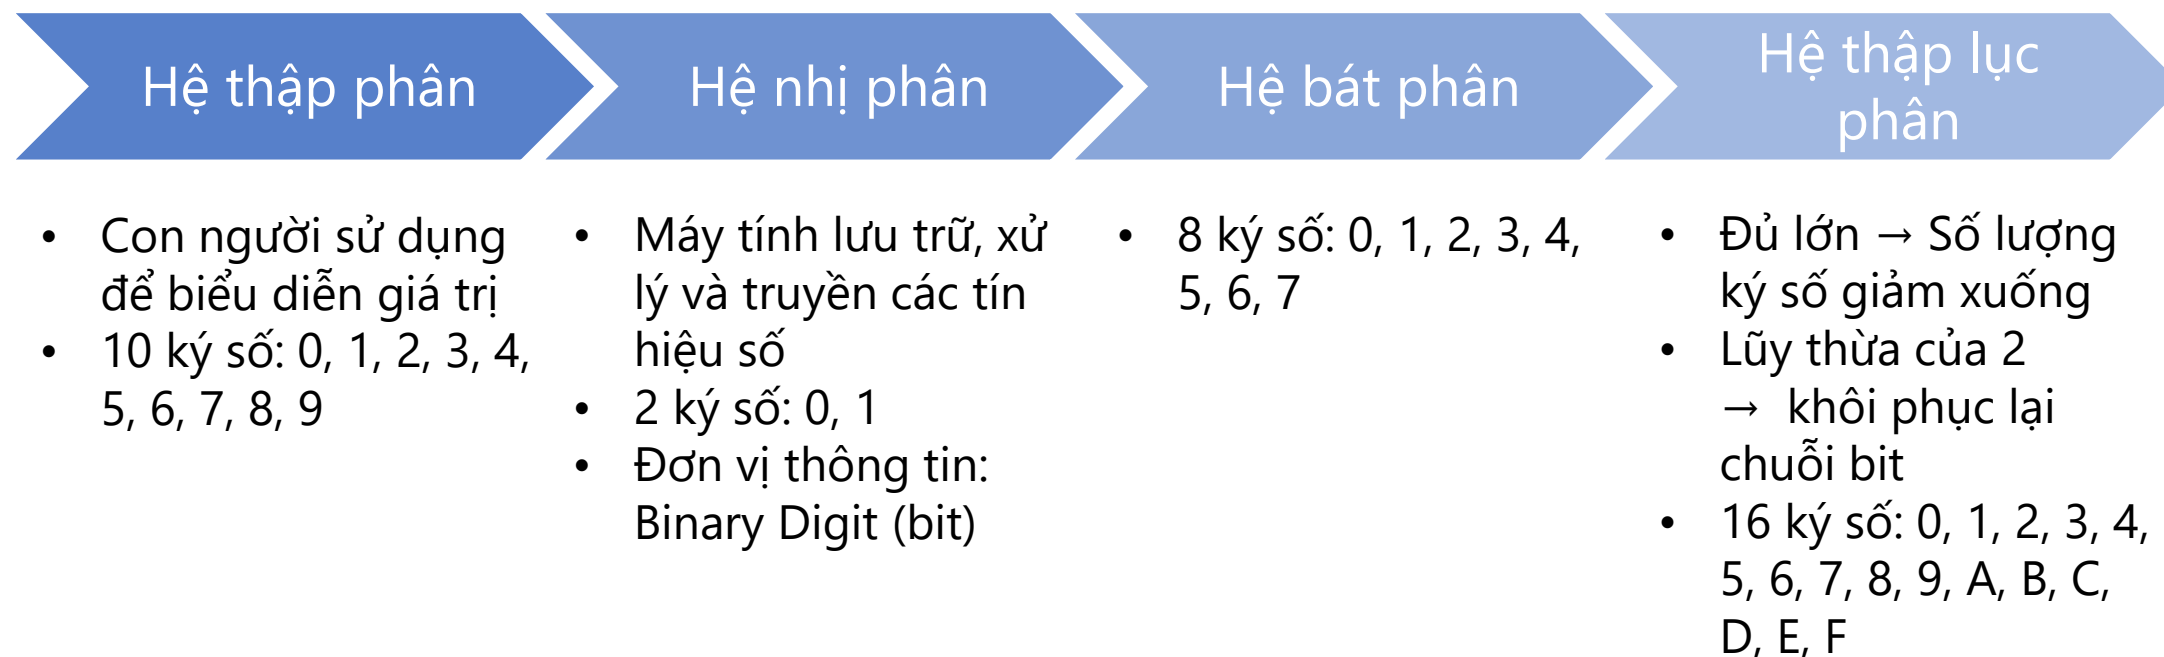 Hệ thập phân
Hệ nhị phân
Hệ bát phân
Hệ thập lục
phân
• Con người sử dụng
để biểu diễn giá trị
• 10 ký số: 0, 1, 2, 3, 4,
5, 6, 7, 8, 9
• Máy tính lưu trữ, xử
lý và truyền các tín
hiệu số
• 2 ký số: 0, 1
• Đơn vị thông tin:
Binary Digit (bit)
• 8 ký số: 0, 1, 2, 3, 4,
5, 6, 7
• Đủ lớn → Số lượng
ký số giảm xuống
• Lũy thừa của 2
→ khôi phục lại
chuỗi bit
• 16 ký số: 0, 1, 2, 3, 4,
5, 6, 7, 8, 9, A, B, C,
D, E, F